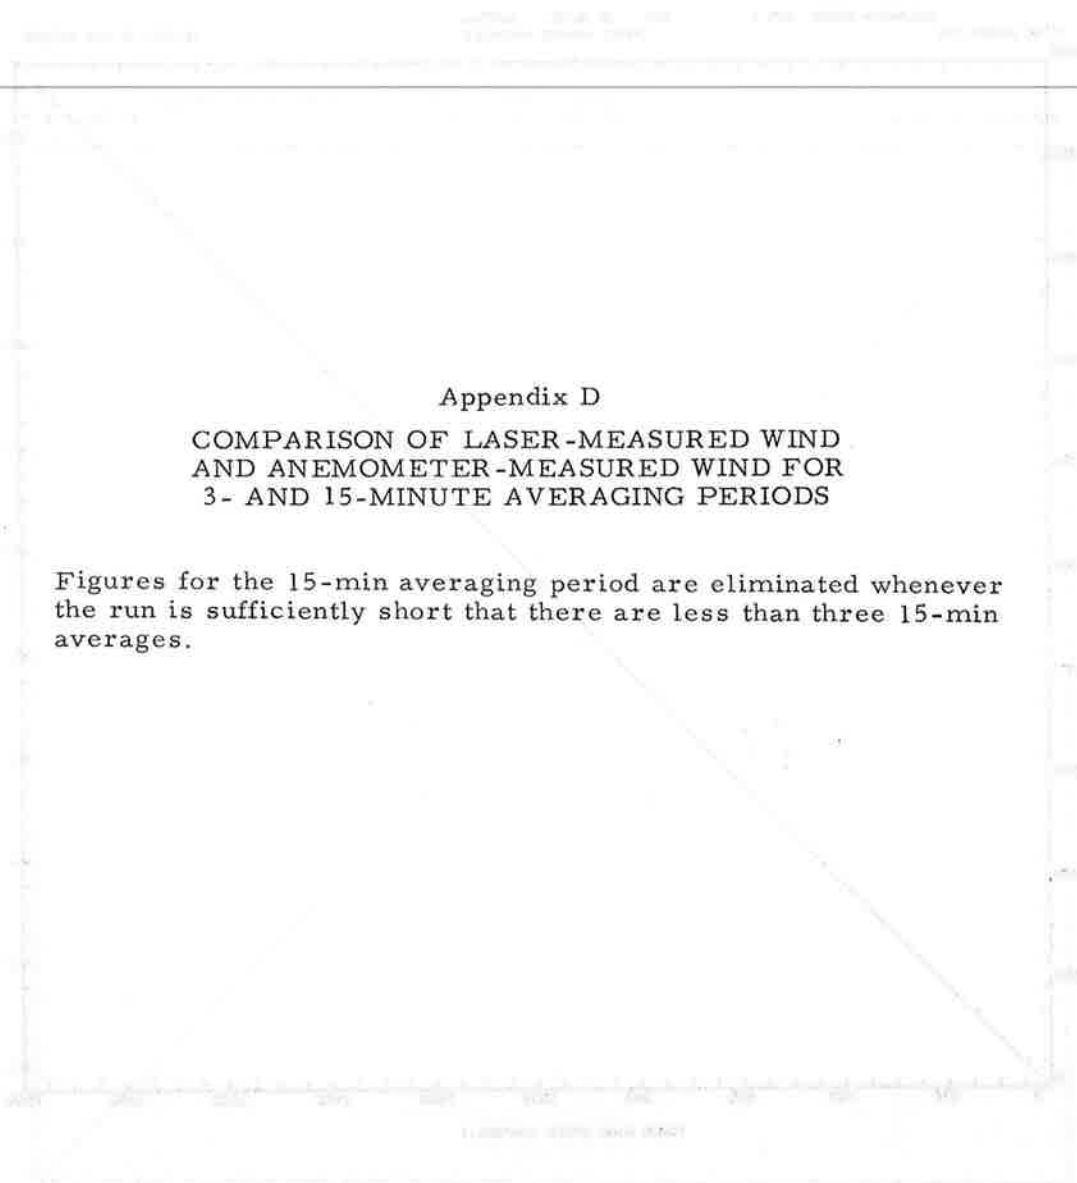 Appendix D
COMPARISON OF LASER-MEASURED WIND
AND ANEMOMETER-MEASURED WIND FOR
3- AND 15-MINUTE AVERAGING PERIODS
Figures for the 15-min averaging period are eliminated whenever
the run is sufficiently short that there are less than three 15-min
averages.